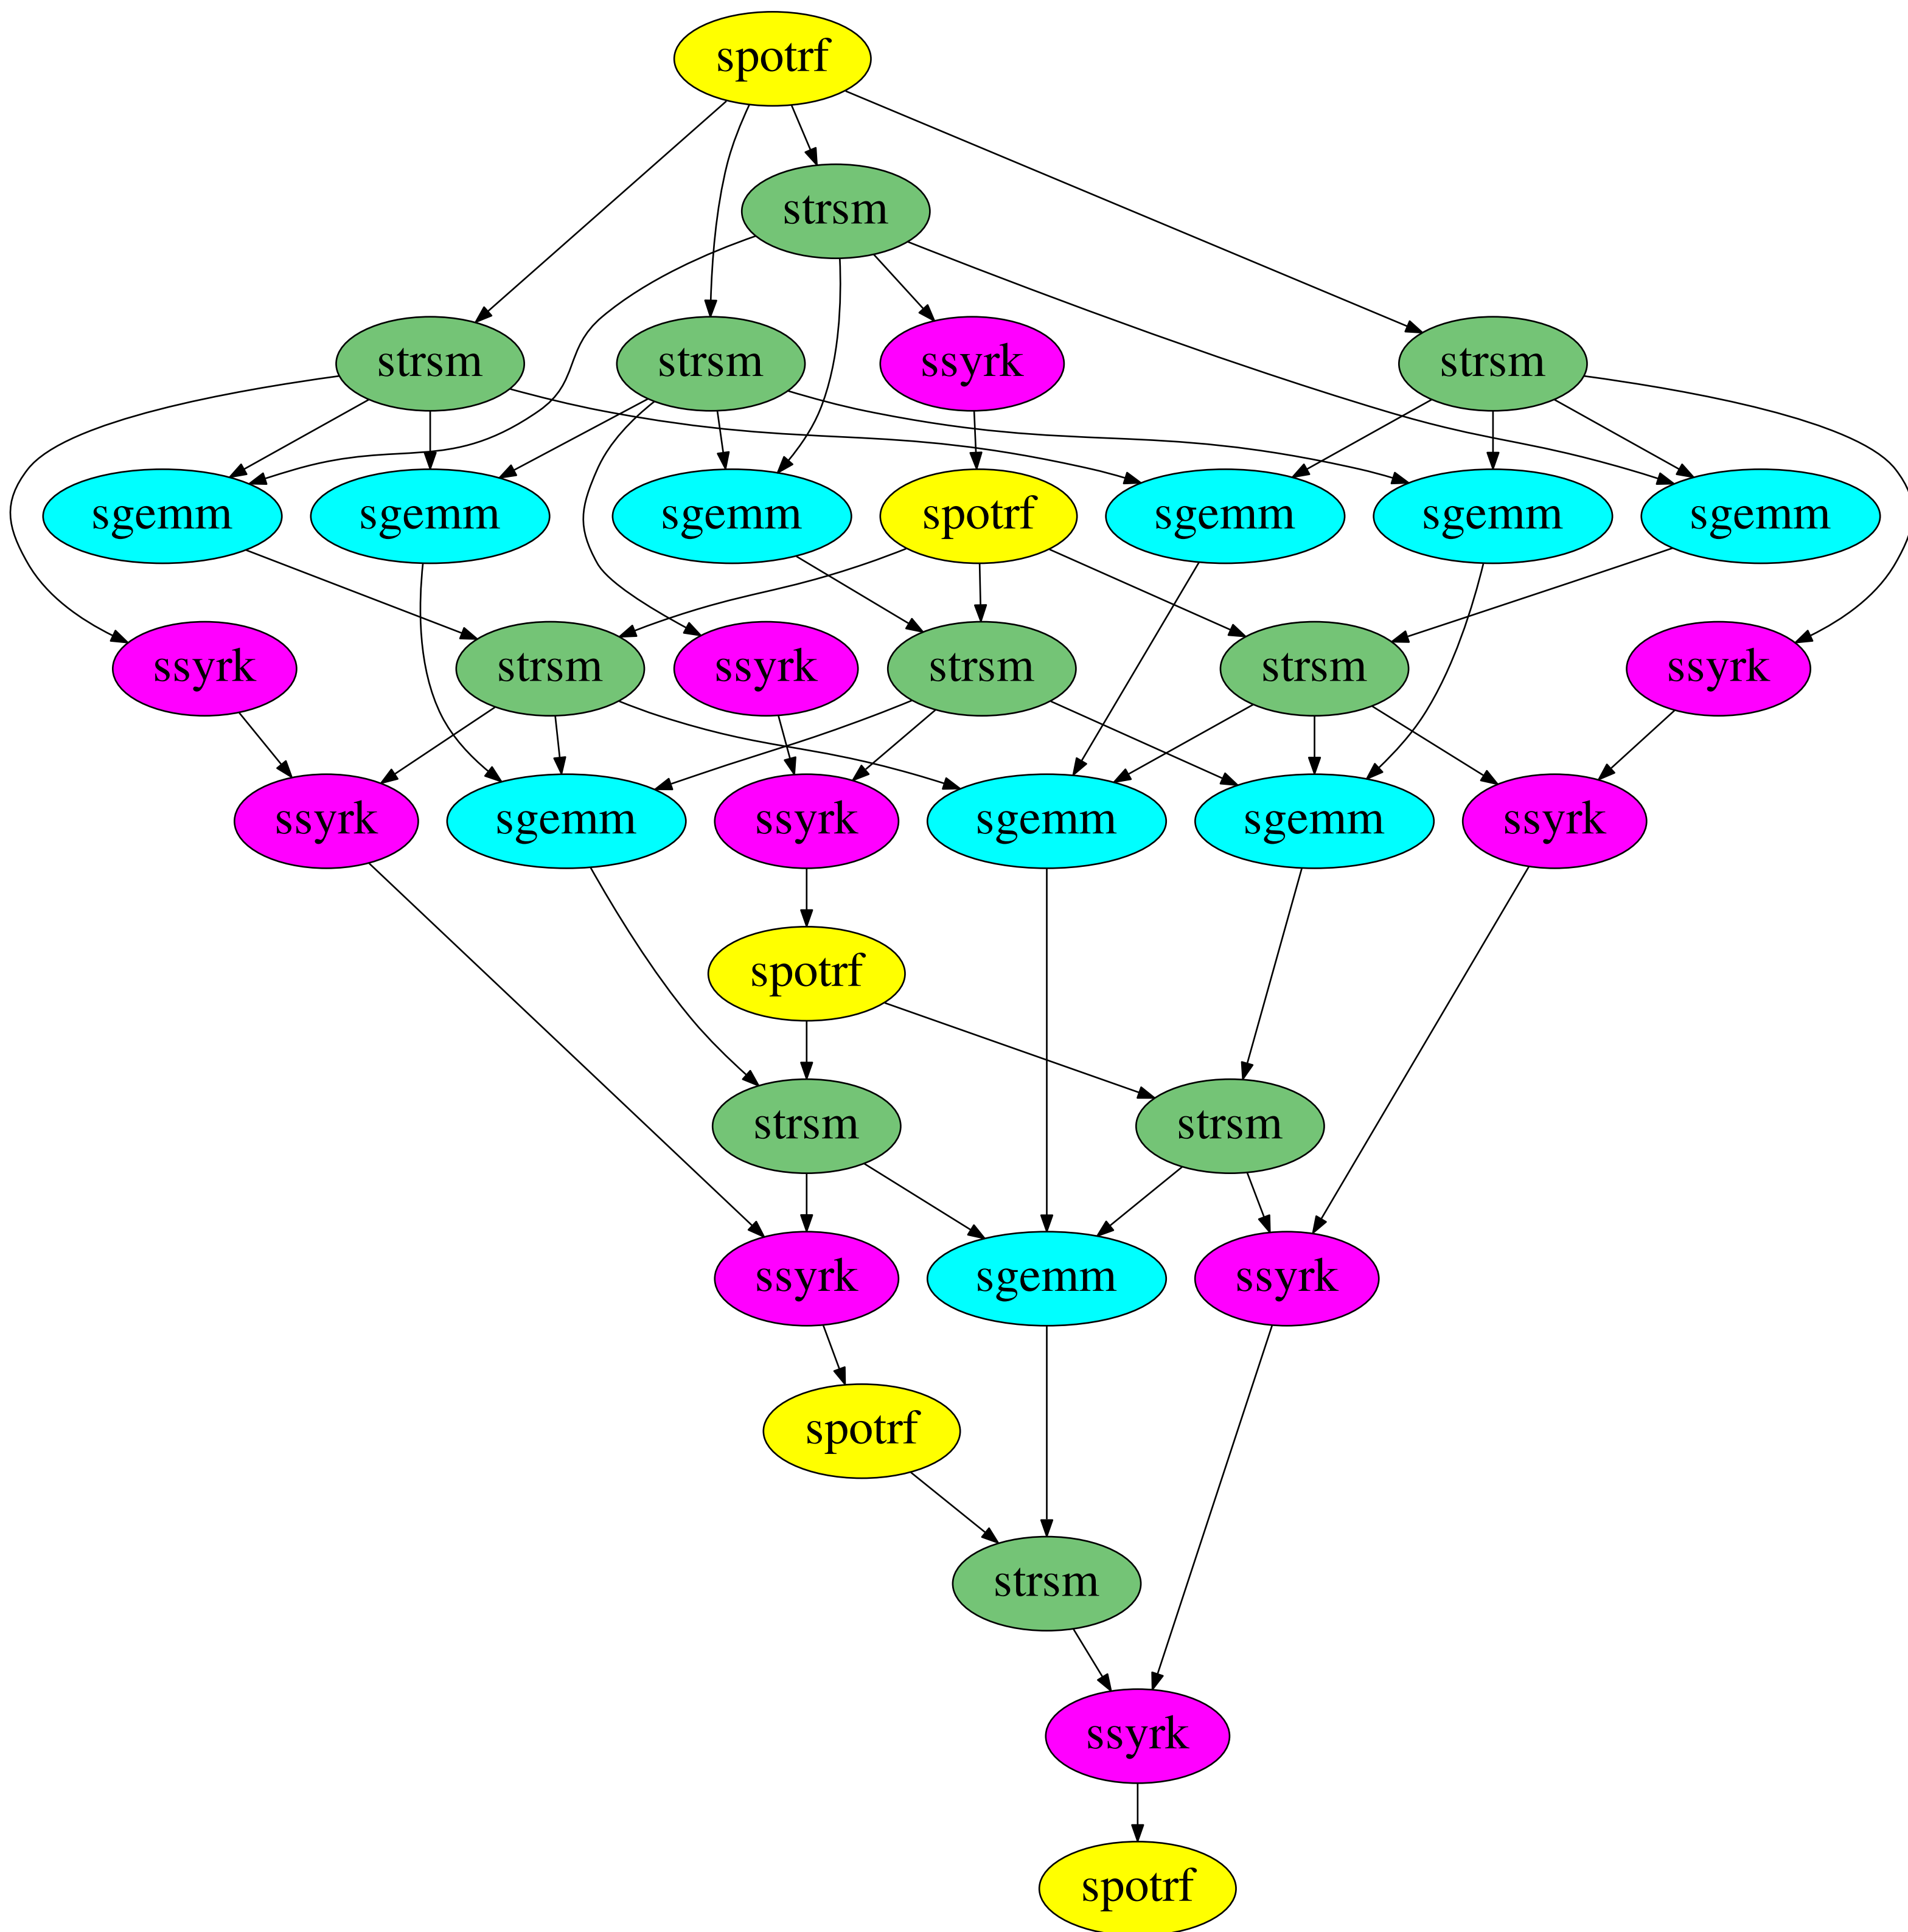 spotrf
strsm
strsm strsm ssyrk strsm
sgemm sgemm sgemm spotrf sgemm sgemm sgemm
ssyrk strsm ssyrk strsm strsm ssyrk
ssyrk sgemm ssyrk sgemm sgemm ssyrk
spotrf
strsm strsm
ssyrk sgemm ssyrk
spotrf
strsm
ssyrk
spotrf